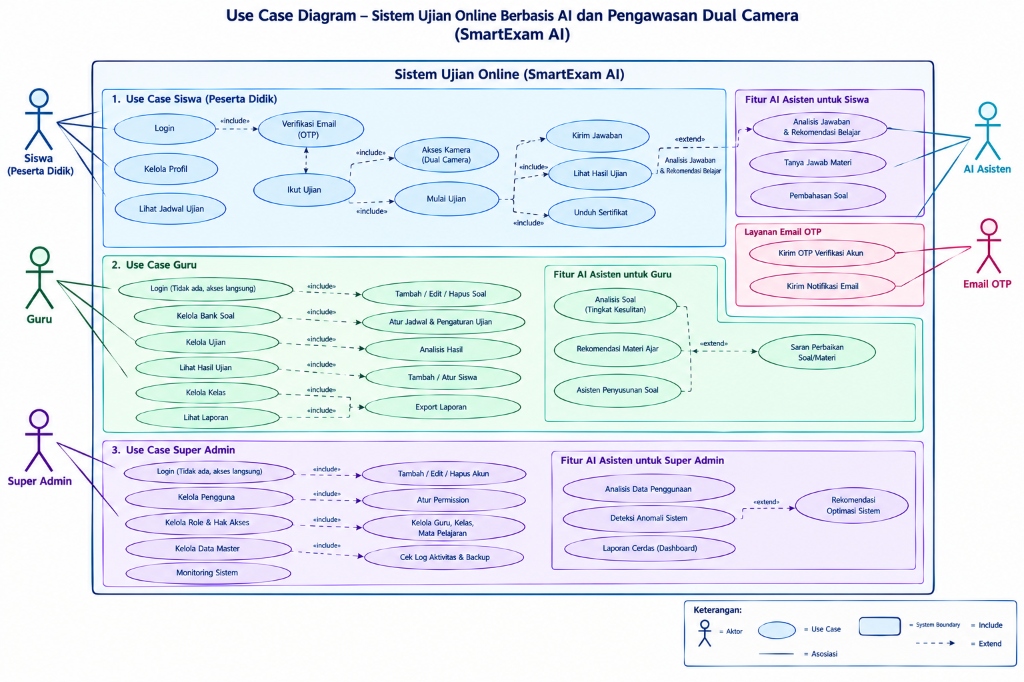 Use Case Diagram – Sistem Ujian Online Berbasis AI dan Pengawasan Dual Camera
(SmartExam AI)
Sistem Ujian Online (SmartExam AI)
Siswa
(Peserta Didik)
1. Use Case Siswa (Peserta Didik)
Login
«include»
Verifikasi Email
(OTP)
Kelola Profil
Lihat Jadwal Ujian
Ikut Ujian
«include»
Akses Kamera
(Dual Camera)
«include»
Mulai Ujian
Kirim Jawaban
«include»
Lihat Hasil Ujian
«include»
Unduh Sertifikat
«extend»
Analisis Jawaban
& Rekomendasi Belajar
Fitur AI Asisten untuk Siswa
Analisis Jawaban
& Rekomendasi Belajar
Tanya Jawab Materi
Pembahasan Soal
AI Asisten
Layanan Email OTP
Kirim OTP Verifikasi Akun
Kirim Notifikasi Email
Email OTP
Guru
2. Use Case Guru
Login (Tidak ada, akses langsung)
«include»
Tambah / Edit / Hapus Soal
Kelola Bank Soal
«include»
Atur Jadwal & Pengaturan Ujian
Kelola Ujian
«include»
Analisis Hasil
Lihat Hasil Ujian
«include»
Tambah / Atur Siswa
Kelola Kelas
«include»
Export Laporan
Lihat Laporan
«include»
Fitur AI Asisten untuk Guru
Analisis Soal
(Tingkat Kesulitan)
Rekomendasi Materi Ajar
Asisten Penyusunan Soal
«extend»
Saran Perbaikan
Soal/Materi
Super Admin
3. Use Case Super Admin
Login (Tidak ada, akses langsung)
«include»
Tambah / Edit / Hapus Akun
Kelola Pengguna
«include»
Atur Permission
Kelola Role & Hak Akses
«include»
Kelola Guru, Kelas,
Mata Pelajaran
Kelola Data Master
«include»
Cek Log Aktivitas & Backup
Monitoring Sistem
Fitur AI Asisten untuk Super Admin
Analisis Data Penggunaan
Deteksi Anomali Sistem
Laporan Cerdas (Dashboard)
«extend»
Rekomendasi
Optimasi Sistem
Keterangan:
= Aktor
= Use Case
= System Boundary
= Include
= Extend
= Asosiasi